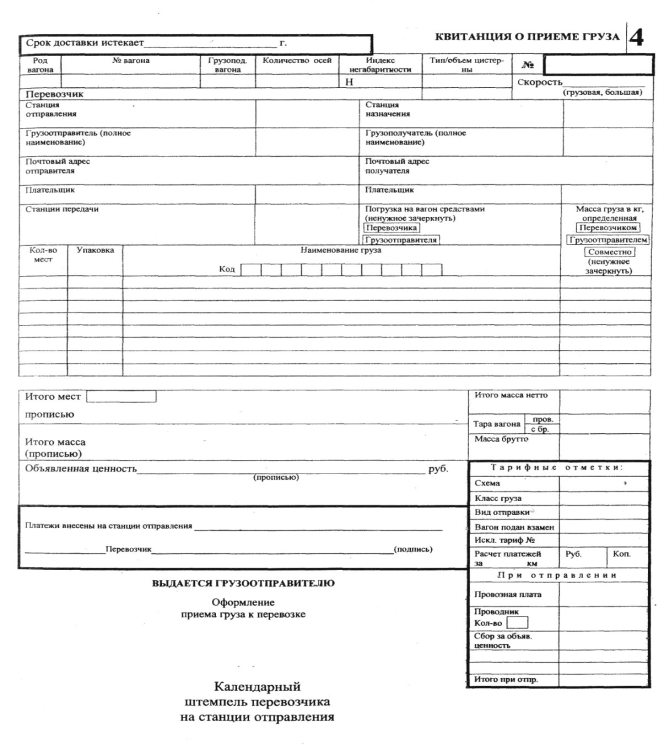 КВИТАНЦИЯ О ПРИЕМЕ ГРУЗА 4
Срок доставки истекает г.
Род вагона
№ вагона
Грузопод. вагона
Количество осей
Индекс негабаритности
Тип/объем цистер-ны
№
Н
Скорость
(грузовая, большая)
Перевозчик
Станция отправления
Станция назначения
Грузоотправитель (полное наименование)
Грузополучатель (полное наименование)
Почтовый адрес отправителя
Почтовый адрес получателя
Плательщик
Плательщик
Станции передачи
Погрузка на вагон средствами
(ненужное зачеркнуть)
Перевозчика
Грузоотправителя
Масса груза в кг,
определенная
Перевозчиком
Грузоотправителем
Совместно
(ненужное
зачеркнуть)
Кол-во мест
Упаковка
Наименование груза
Код
Итого мест
прописью
Итого масса
(прописью)
Итого масса нетто
Тара вагона
пров.
с бр.
Масса брутто
Объявленная ценность руб.
(прописью)
Платежи внесены на станции отправления
Перевозчик (подпись)
Тарифные отметки:
Схема
Класс груза
Вид отправки
Вагон подан взамен
Искл. тариф №
Расчет платежей за км
Руб.
Коп.
При отправлении
Провозная плата
Проводник
Кол-во
Сбор за объяв.
ценность
Итого при отпр.
ВЫДАЕТСЯ ГРУЗООТПРАВИТЕЛЮ
Оформление
приема груза к перевозке
Календарный
штемпель перевозчика
на станции отправления